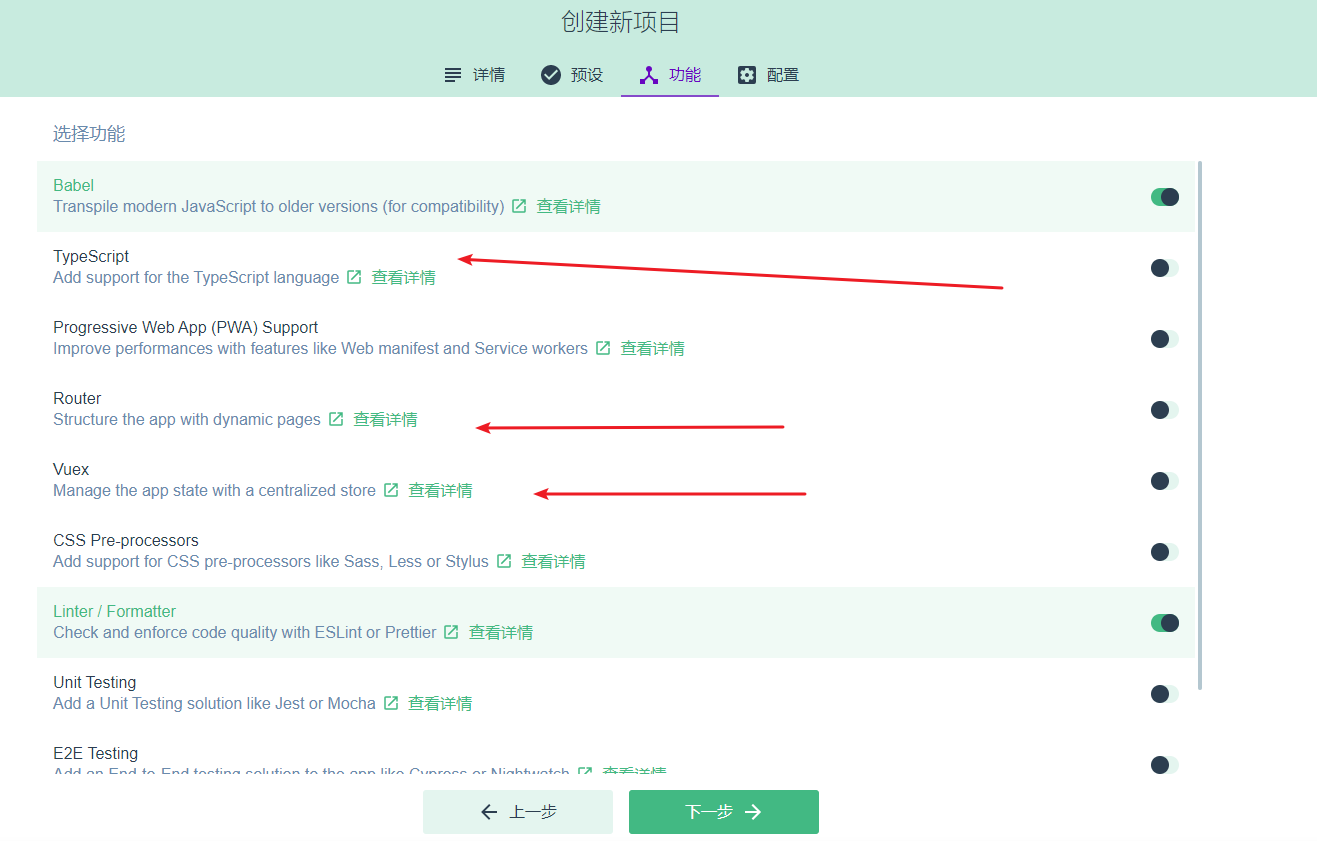 创建新项目
详情
预设
功能
配置
选择功能
Babel
Transpile modern JavaScript to older versions (for compatibility) 查看详情
TypeScript
Add support for the TypeScript language 查看详情
Progressive Web App (PWA) Support
Improve performances with features like Web manifest and Service workers 查看详情
Router
Structure the app with dynamic pages 查看详情
Vuex
Manage the app state with a centralized store 查看详情
CSS Pre-processors
Add support for CSS pre-processors like Sass, Less or Stylus 查看详情
Linter / Formatter
Check and enforce code quality with ESLint or Prettier 查看详情
Unit Testing
Add a Unit Testing solution like Jest or Mocha 查看详情
E2E Testing
Add an End-to-End testing solution to the app like Cypress or Nightwatch 查看详情
上一步
下一步